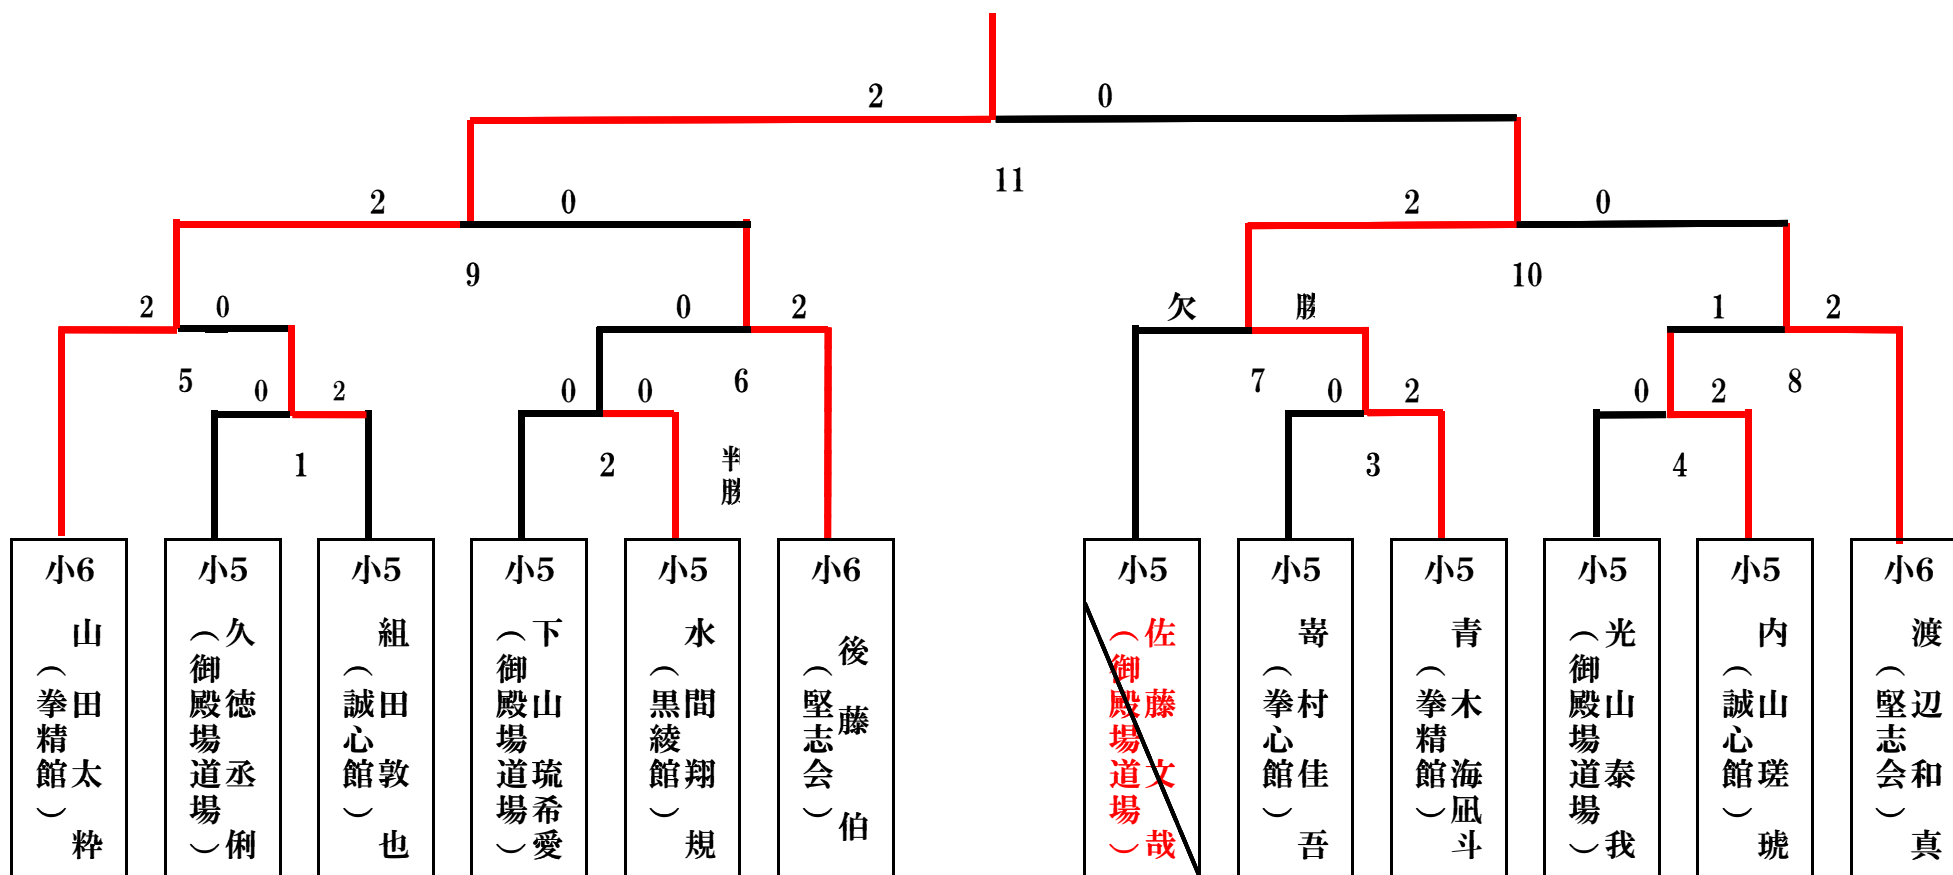 2 0
11
2 0 2 0
9 10
2 0 0 2 欠 勝 1 2
5 6 7 8
0 2 0 0 0 2 0 2
1 2 3 4
判勝
小6
山田太粋
（拳精館）
小5
久徳丞俐
（御殿場道場）
小5
組田敦也
（誠心館）
小5
下山琉希愛
（御殿場道場）
小5
水間翔規
（黒綾館）
小6
後藤伯
（堅志会）
小5
佐藤文哉
（御殿場道場）
小5
嵜村佳吾
（拳心館）
小5
青木海凪斗
（拳精館）
小5
光山泰我
（御殿場道場）
小5
内山瑳琥
（誠心館）
小6
渡辺和真
（堅志会）